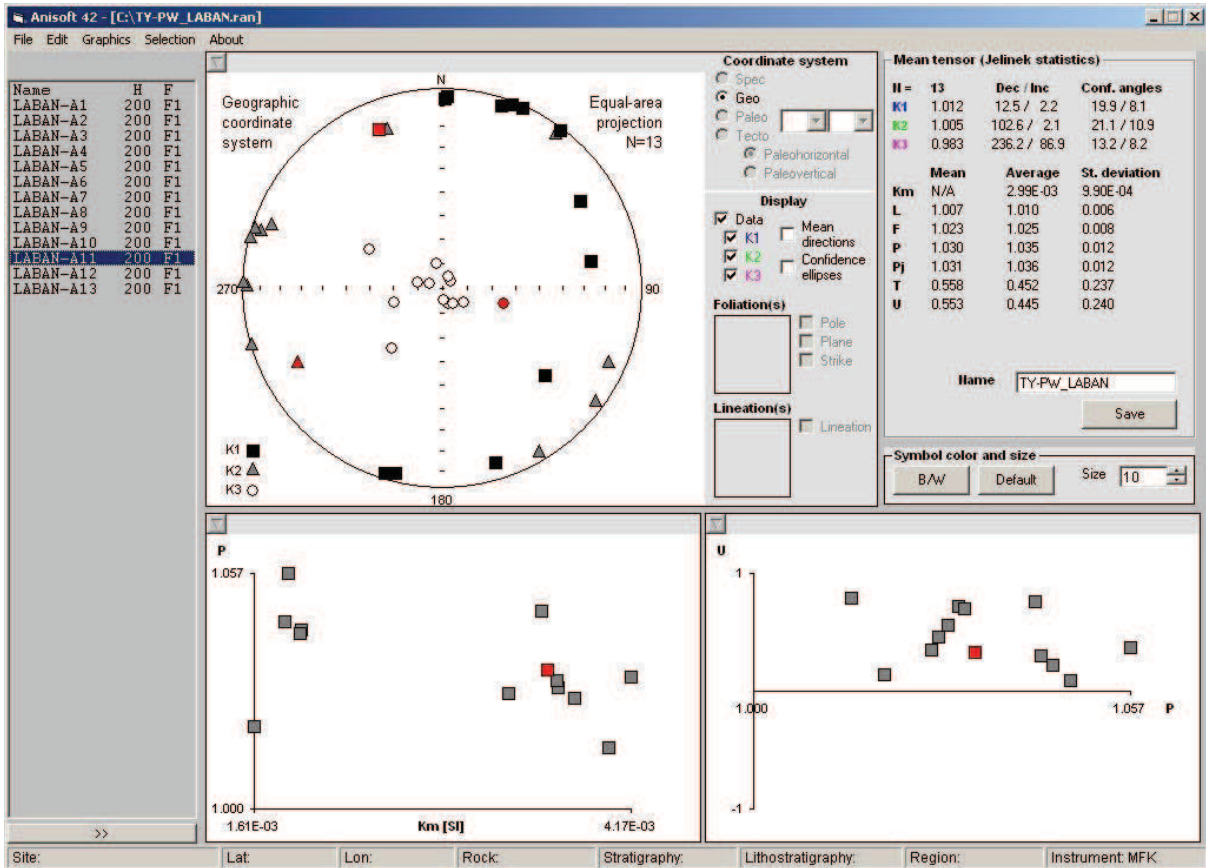 Anisoft 42 - [C:\TY-PW_LABAN.ran]
File Edit Graphics Selection About
Name H F
LABAN-A1 200 F1
LABAN-A2 200 F1
LABAN-A3 200 F1
LABAN-A4 200 F1
LABAN-A5 200 F1
LABAN-A6 200 F1
LABAN-A7 200 F1
LABAN-A8 200 F1
LABAN-A9 200 F1
LABAN-A10 200 F1
LABAN-A11 200 F1
LABAN-A12 200 F1
LABAN-A13 200 F1
>>
Geographic
coordinate
system
N
Equal-area
projection
N=13
270
90
180
K1
K2
K3
Coordinate system
Spec
Geo
Paleo
Tecto
Paleohorizontal
Paleovertical
Display
Data
K1
K2
K3
Mean
directions
Confidence
ellipses
Foliation(s)
Pole
Plane
Strike
Lineation(s)
Lineation
Mean tensor (Jelinek statistics)
N = 13 Dec / Inc Conf. angles
K1 1.012 12.5 / 2.2 19.9 / 8.1
K2 1.005 102.6 / 2.1 21.1 / 10.9
K3 0.983 236.2 / 86.9 13.2 / 8.2
Mean Average St. deviation
Km N/A 2.99E-03 9.90E-04
L 1.007 1.010 0.006
F 1.023 1.025 0.008
P 1.030 1.035 0.012
Pj 1.031 1.036 0.012
T 0.558 0.452 0.237
U 0.553 0.445 0.240
Name TY-PW_LABAN
Save
Symbol color and size
B/W Default Size 10
P
1.057
1.000
1.61E-03 Km [SI] 4.17E-03
U
1
1.000 1.057 P
-1
Site: Lat: Lon: Rock: Stratigraphy: Lithostratigraphy: Region: Instrument: MFK